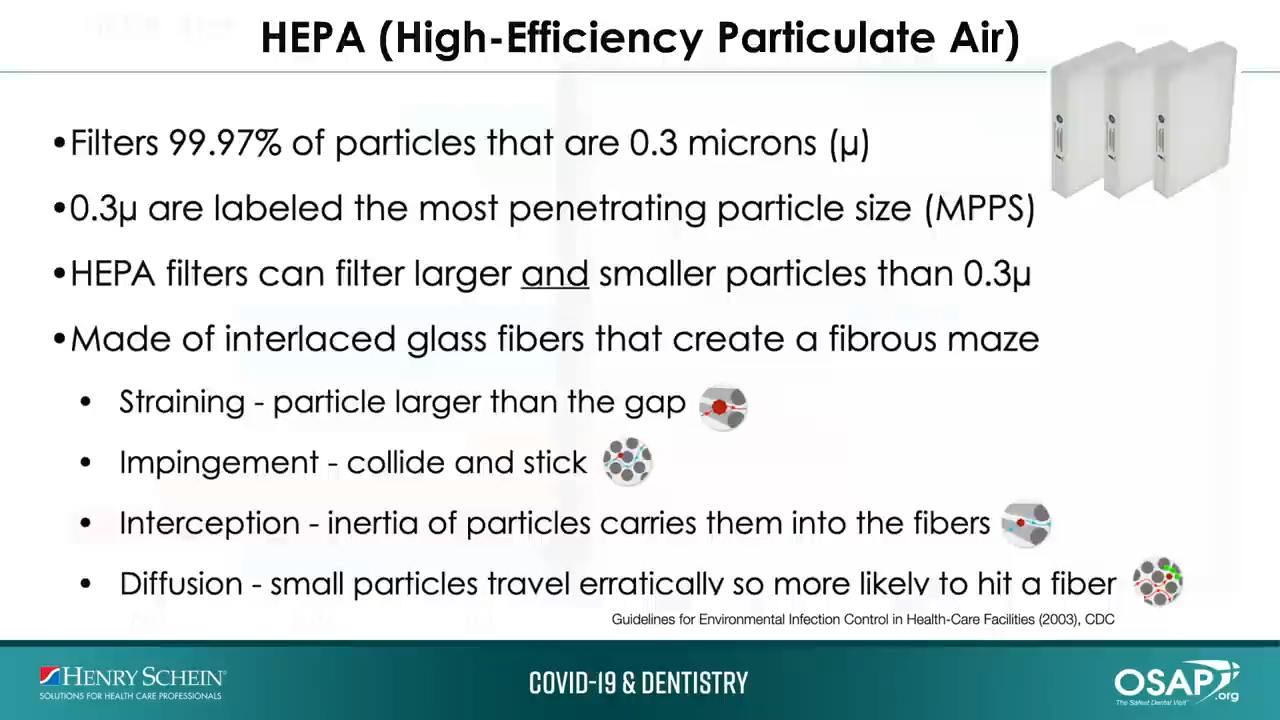 HEPA (High-Efficiency Particulate Air)
•Filters 99.97% of particles that are 0.3 microns (µ)
•0.3µ are labeled the most penetrating particle size (MPPS)
•HEPA filters can filter larger and smaller particles than 0.3µ
•Made of interlaced glass fibers that create a fibrous maze
• Straining - particle larger than the gap
• Impingement - collide and stick
• Interception - inertia of particles carries them into the fibers
• Diffusion - small particles travel erratically so more likely to hit a fiber
Guidelines for Environmental Infection Control in Health-Care Facilities (2003), CDC
HENRY SCHEIN®
SOLUTIONS FOR HEALTH CARE PROFESSIONALS
COVID-19 & DENTISTRY
OSAP.org
The Safest Dental Visit™